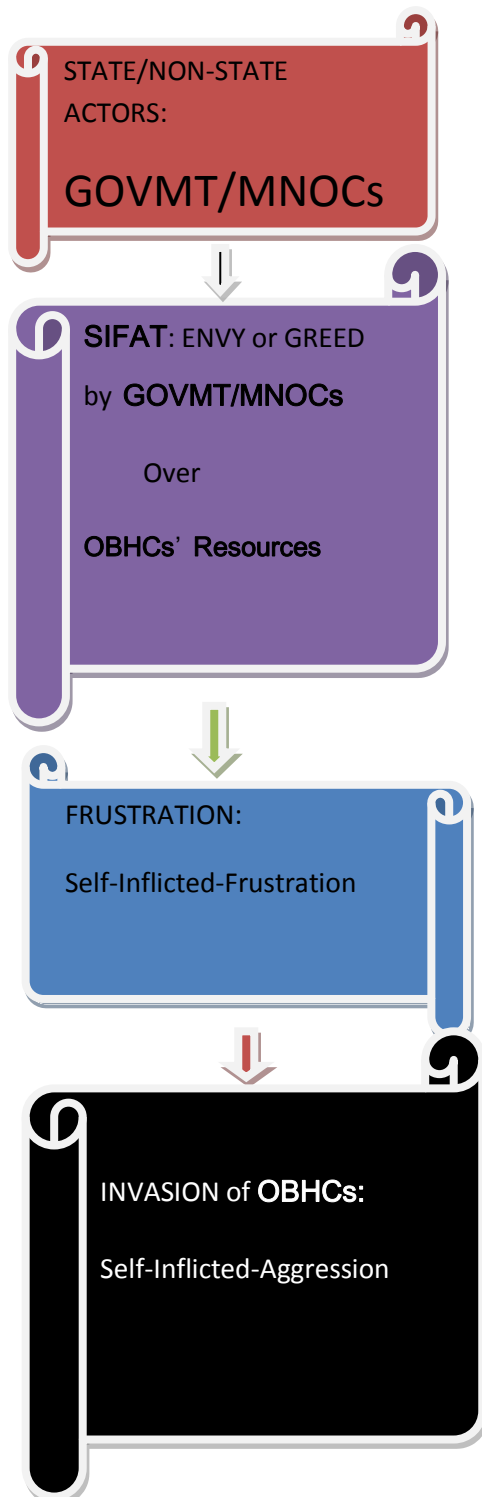 STATE/NON-STATE
ACTORS:
GOVMT/MNOCs
SIFAT: ENVY or GREED
by GOVMT/MNOCs
Over
OBHCs' Resources
FRUSTRATION:
Self-Inflicted-Frustration
INVASION of OBHCs:
Self-Inflicted-Aggression